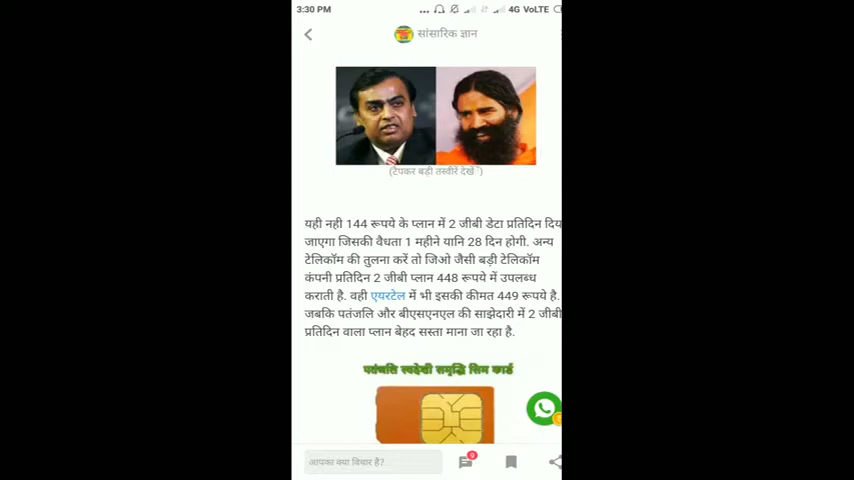 3:30 PM
4G VoLTE
सांसारिक ज्ञान
(टैपकर बड़ी तस्वीरें देखें)
यही नही 144 रूपये के प्लान में 2 जीबी डेटा प्रतिदिन दिय
जाएगा जिसकी वैधता 1 महीने यानि 28 दिन होगी. अन्य
टेलिकॉम की तुलना करें तो जिओ जैसी बड़ी टेलिकॉम
कंपनी प्रतिदिन 2 जीबी प्लान 448 रूपये में उपलब्ध
कराती है. वही एयरटेल में भी इसकी कीमत 449 रूपये है.
जबकि पतंजलि और बीएसएनएल की साझेदारी में 2 जीबी
प्रतिदिन वाला प्लान बेहद सस्ता माना जा रहा है.
पतंजलि स्वदेशी समृद्धि सिम कार्ड
आपका क्या विचार है?
9